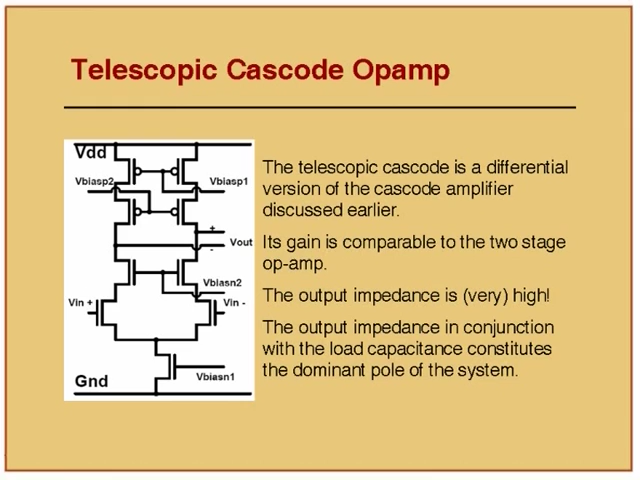 Telescopic Cascode Opamp
Vdd
Vbiasp2
Vbiasp1
+
Vout
-
Vbiasn2
Vin +
Vin -
Vbiasn1
Gnd
The telescopic cascode is a differential
version of the cascode amplifier
discussed earlier.
Its gain is comparable to the two stage
op-amp.
The output impedance is (very) high!
The output impedance in conjunction
with the load capacitance constitutes
the dominant pole of the system.